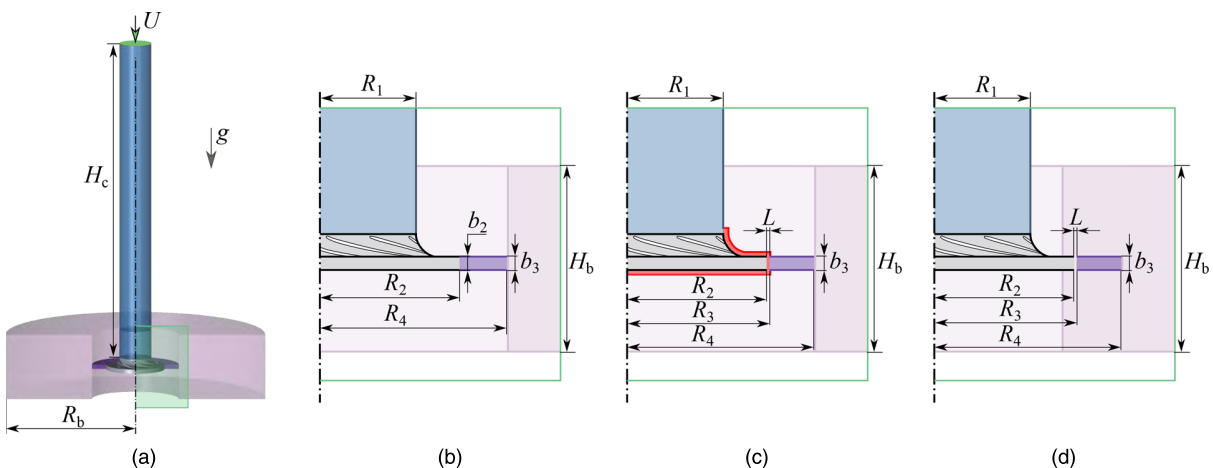 U
H_c
g
R_b
(a)
R_1
b_2
b_3
H_b
R_2
R_4
(b)
R_1
L
b_3
H_b
R_2
R_3
R_4
(c)
R_1
L
b_3
H_b
R_2
R_3
R_4
(d)